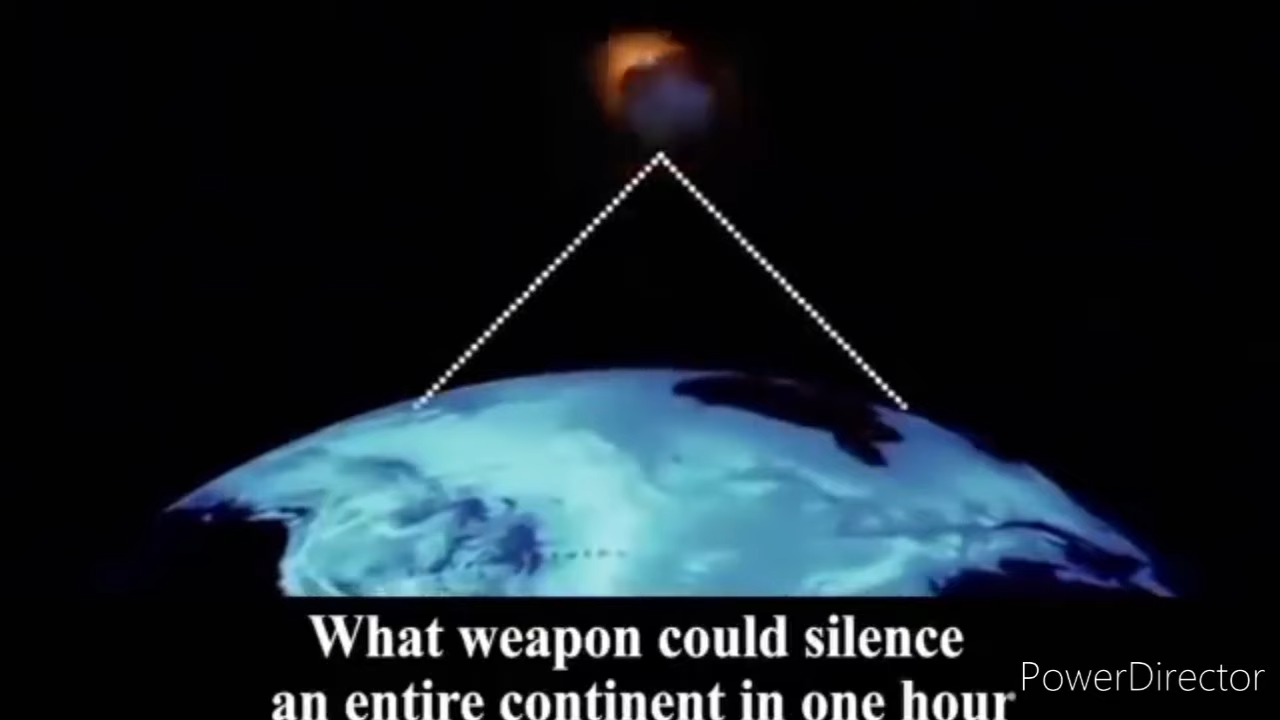 What weapon could silence
an entire continent in one hour
PowerDirector